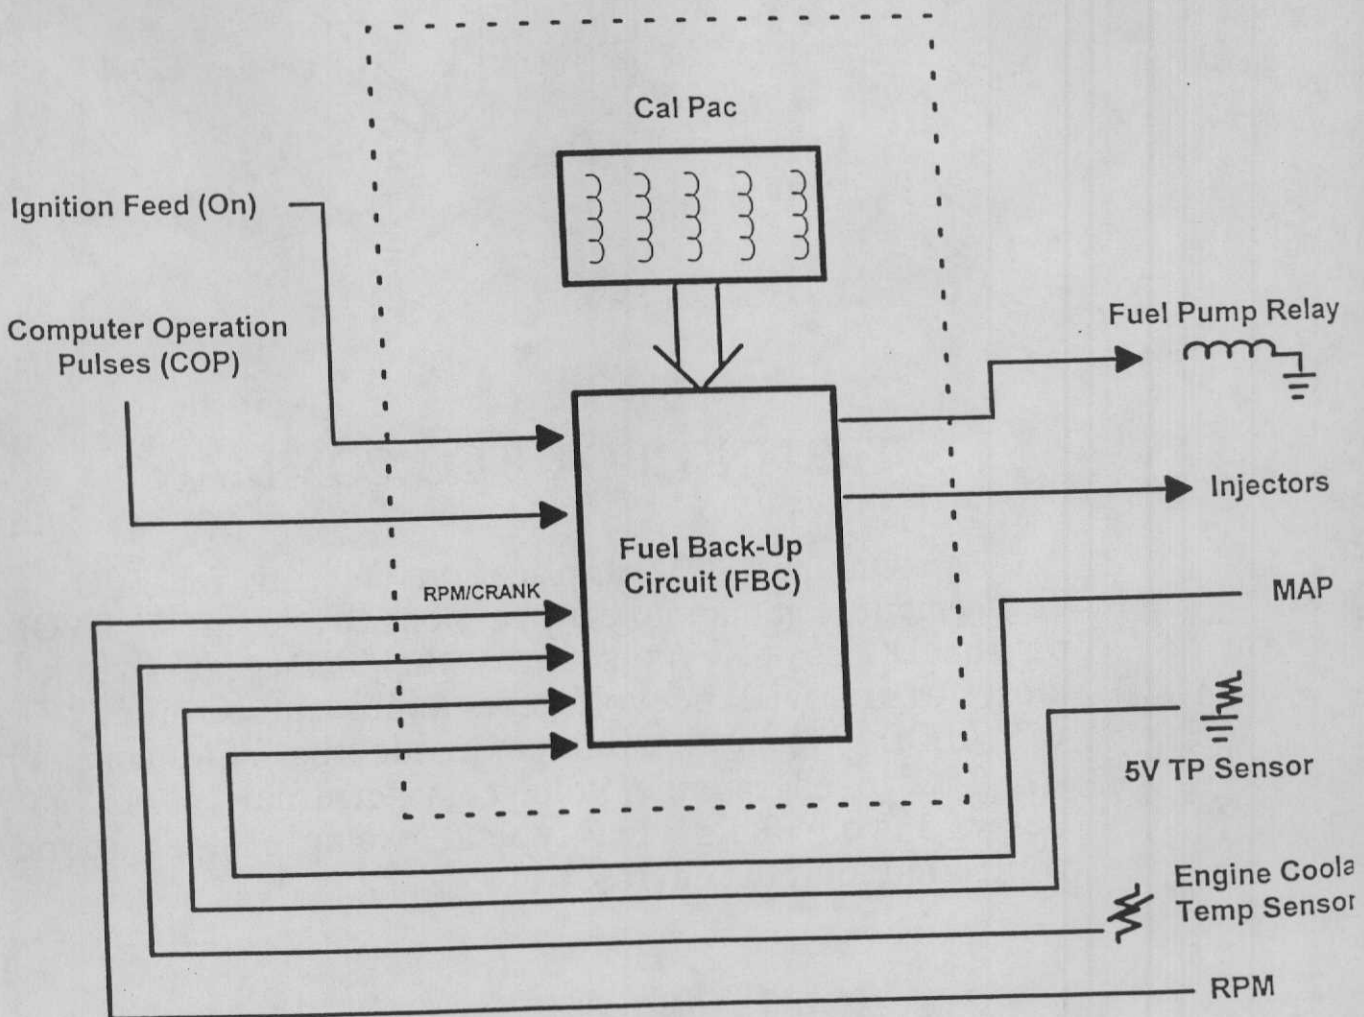 Cal Pac
Ignition Feed (On)
Computer Operation
Pulses (COP)
Fuel Pump Relay
Injectors
Fuel Back-Up
Circuit (FBC)
RPM/CRANK
MAP
5V TP Sensor
Engine Coola
Temp Sensor
RPM